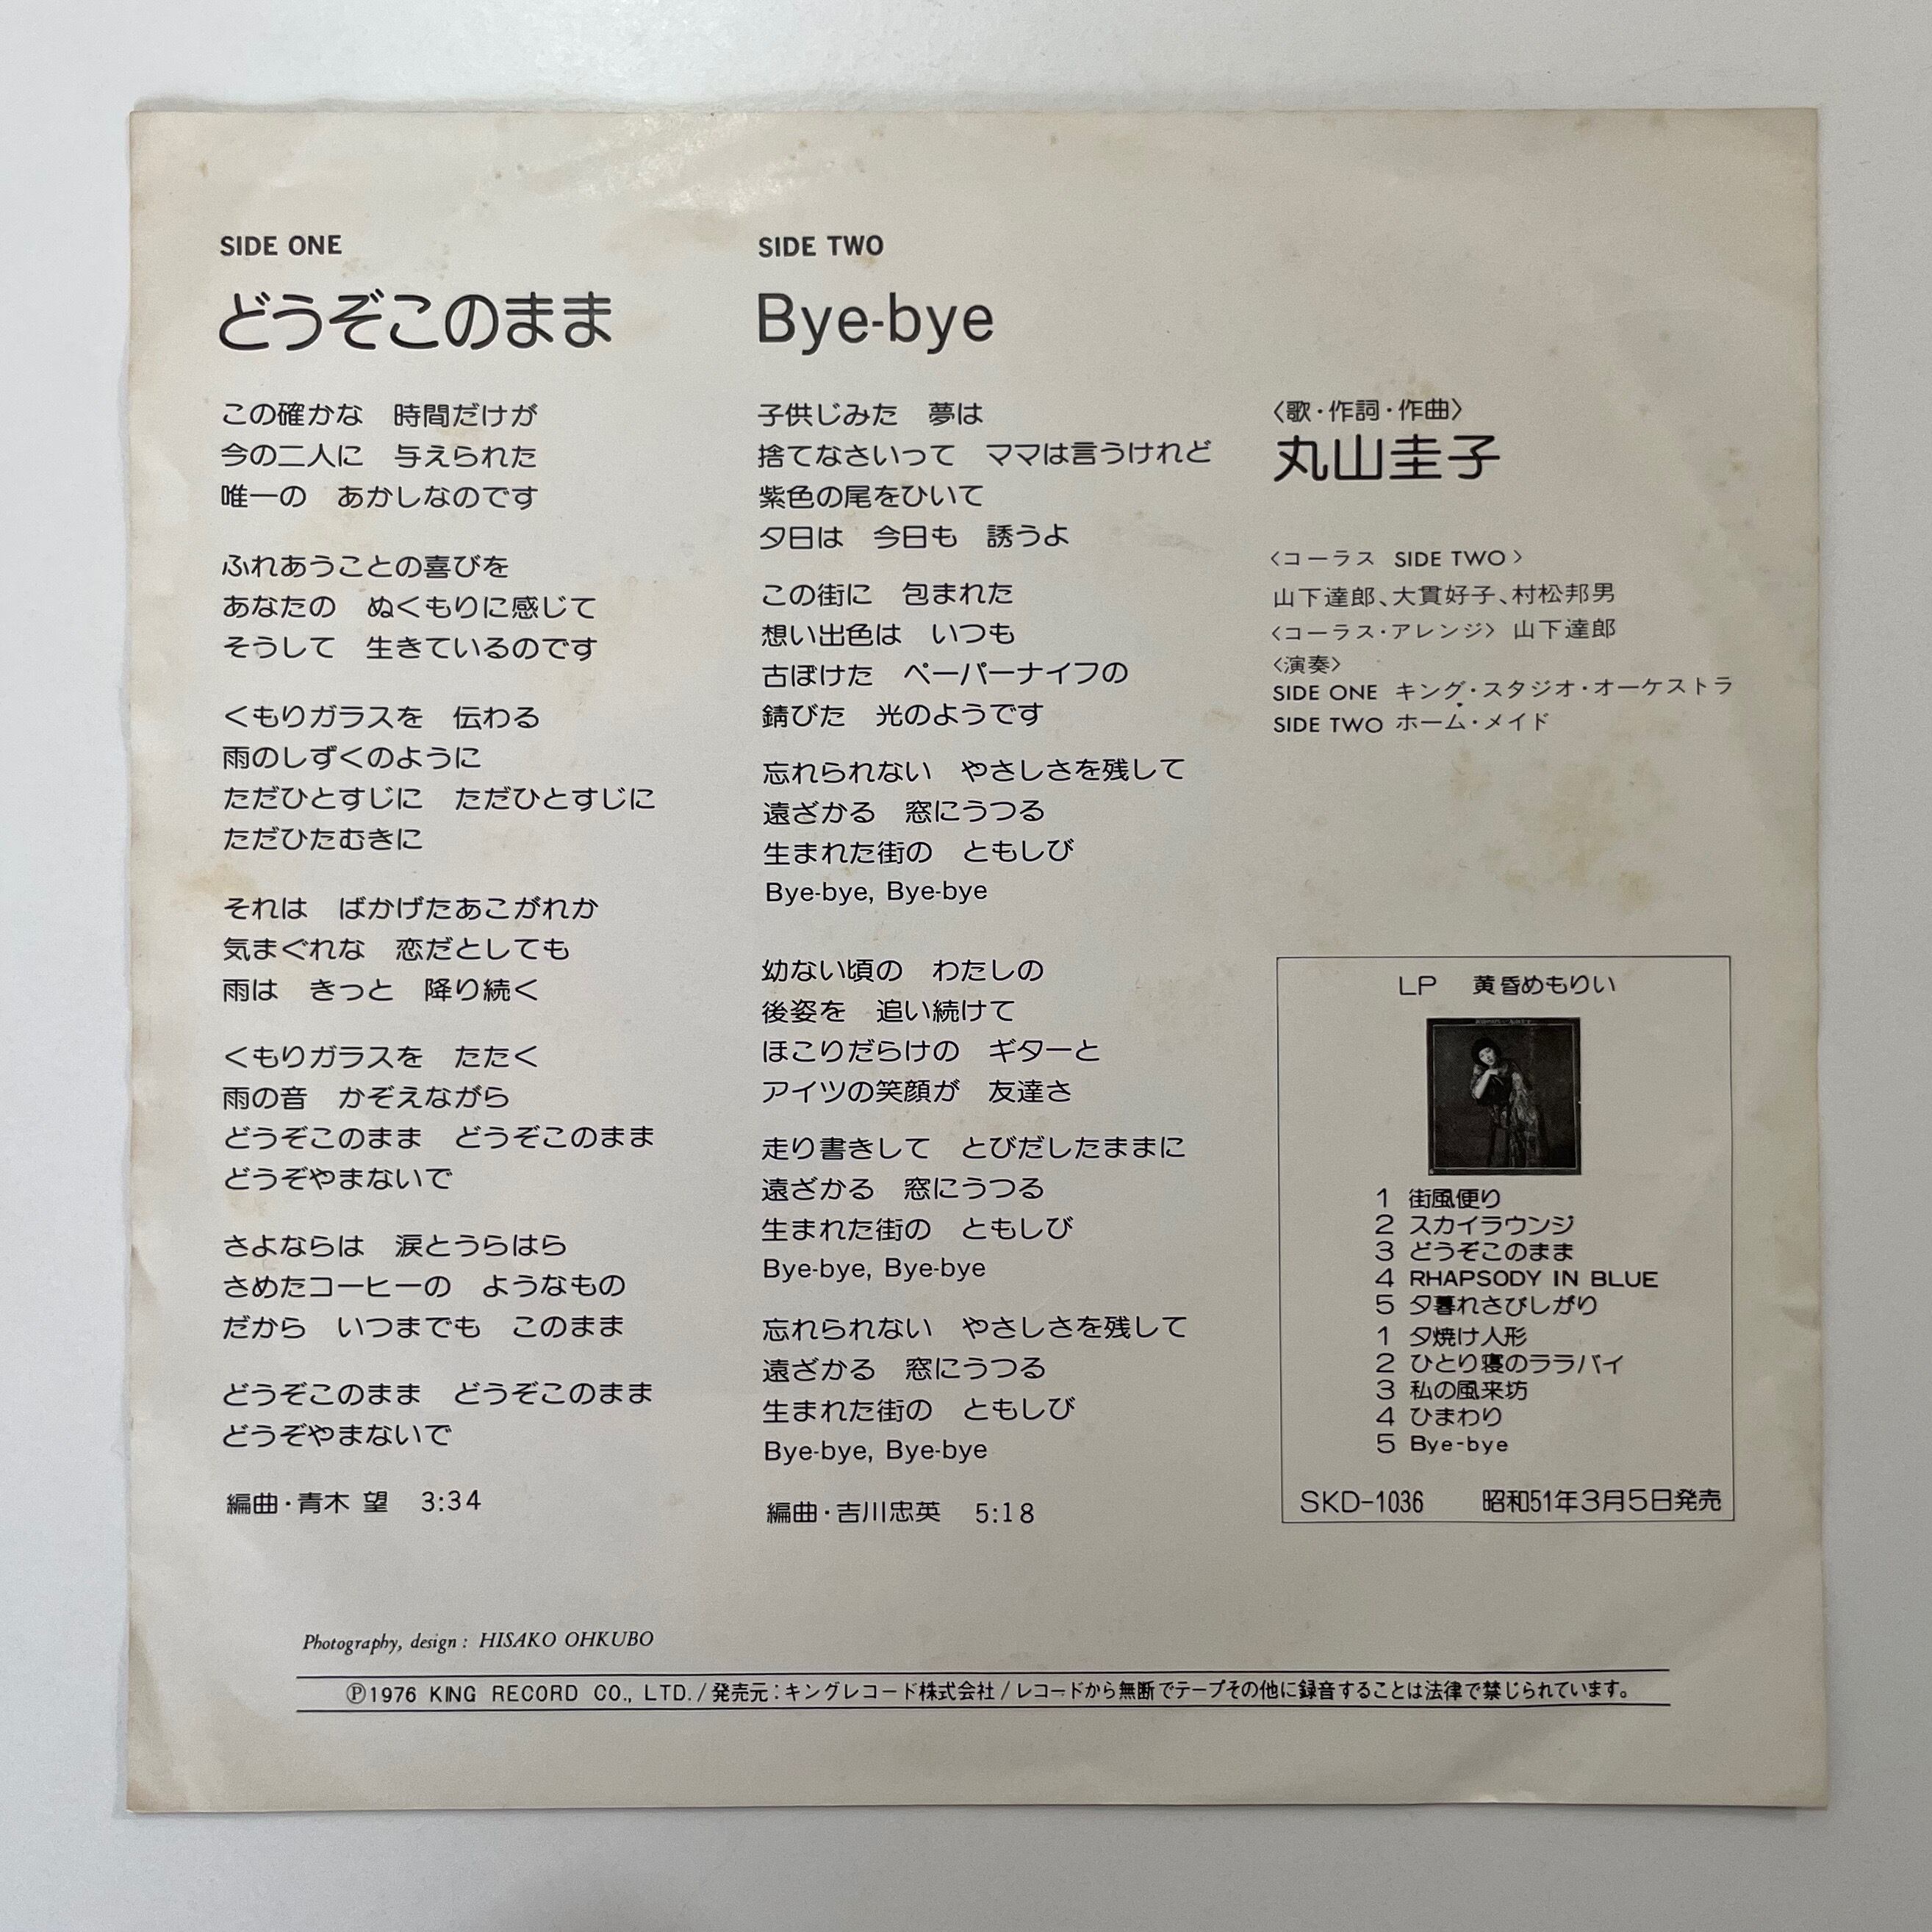 SIDE ONE
どうぞこのまま
この確かな　時間だけが
今の二人に　与えられた
唯一の　あかしなのです
ふれあうことの喜びを
あなたの　ぬくもりに感じて
そうして　生きているのです
くもりガラスを　伝わる
雨のしずくのように
ただひとすじに　ただひとすじに
ただひたむきに
それは　ばかげたあこがれか
気まぐれな　恋だとしても
雨は　きっと　降り続く
くもりガラスを　たたく
雨の音　かぞえながら
どうぞこのまま　どうぞこのまま
どうぞやまないで
さよならは　涙とうらはら
さめたコーヒーの　ようなもの
だから　いつまでも　このまま
どうぞこのまま　どうぞこのまま
どうぞやまないで
編曲・青木 望　3:34
SIDE TWO
Bye-bye
子供じみた　夢は
捨てなさいって　ママは言うけれど
紫色の尾をひいて
夕日は　今日も　誘うよ
この街に　包まれた
想い出色は　いつも
古ぼけた　ペーパーナイフの
錆びた　光のようです
忘れられない　やさしさを残して
遠ざかる　窓にうつる
生まれた街の　ともしび
Bye-bye, Bye-bye
幼ない頃の　わたしの
後姿を　追い続けて
ほこりだらけの　ギターと
アイツの笑顔が　友達さ
走り書きして　とびだしたままに
遠ざかる　窓にうつる
生まれた街の　ともしび
Bye-bye, Bye-bye
忘れられない　やさしさを残して
遠ざかる　窓にうつる
生まれた街の　ともしび
Bye-bye, Bye-bye
編曲・吉川忠英　5:18
〈歌・作詞・作曲〉
丸山圭子
〈コーラス SIDE TWO〉
山下達郎、大貫好子、村松邦男
〈コーラス・アレンジ〉 山下達郎
〈演奏〉
SIDE ONE キング・スタジオ・オーケストラ
SIDE TWO ホーム・メイド
LP　黄昏めもりい
1 街風便り
2 スカイラウンジ
3 どうぞこのまま
4 RHAPSODY IN BLUE
5 夕暮れさびしがり
1 夕焼け人形
2 ひとり寝のララバイ
3 私の風来坊
4 ひまわり
5 Bye-bye
SKD-1036　昭和51年3月5日発売
Photography, design : HISAKO OHKUBO
Ⓟ1976 KING RECORD CO., LTD. / 発売元：キングレコード株式会社 / レコードから無断でテープその他に録音することは法律で禁じられています。